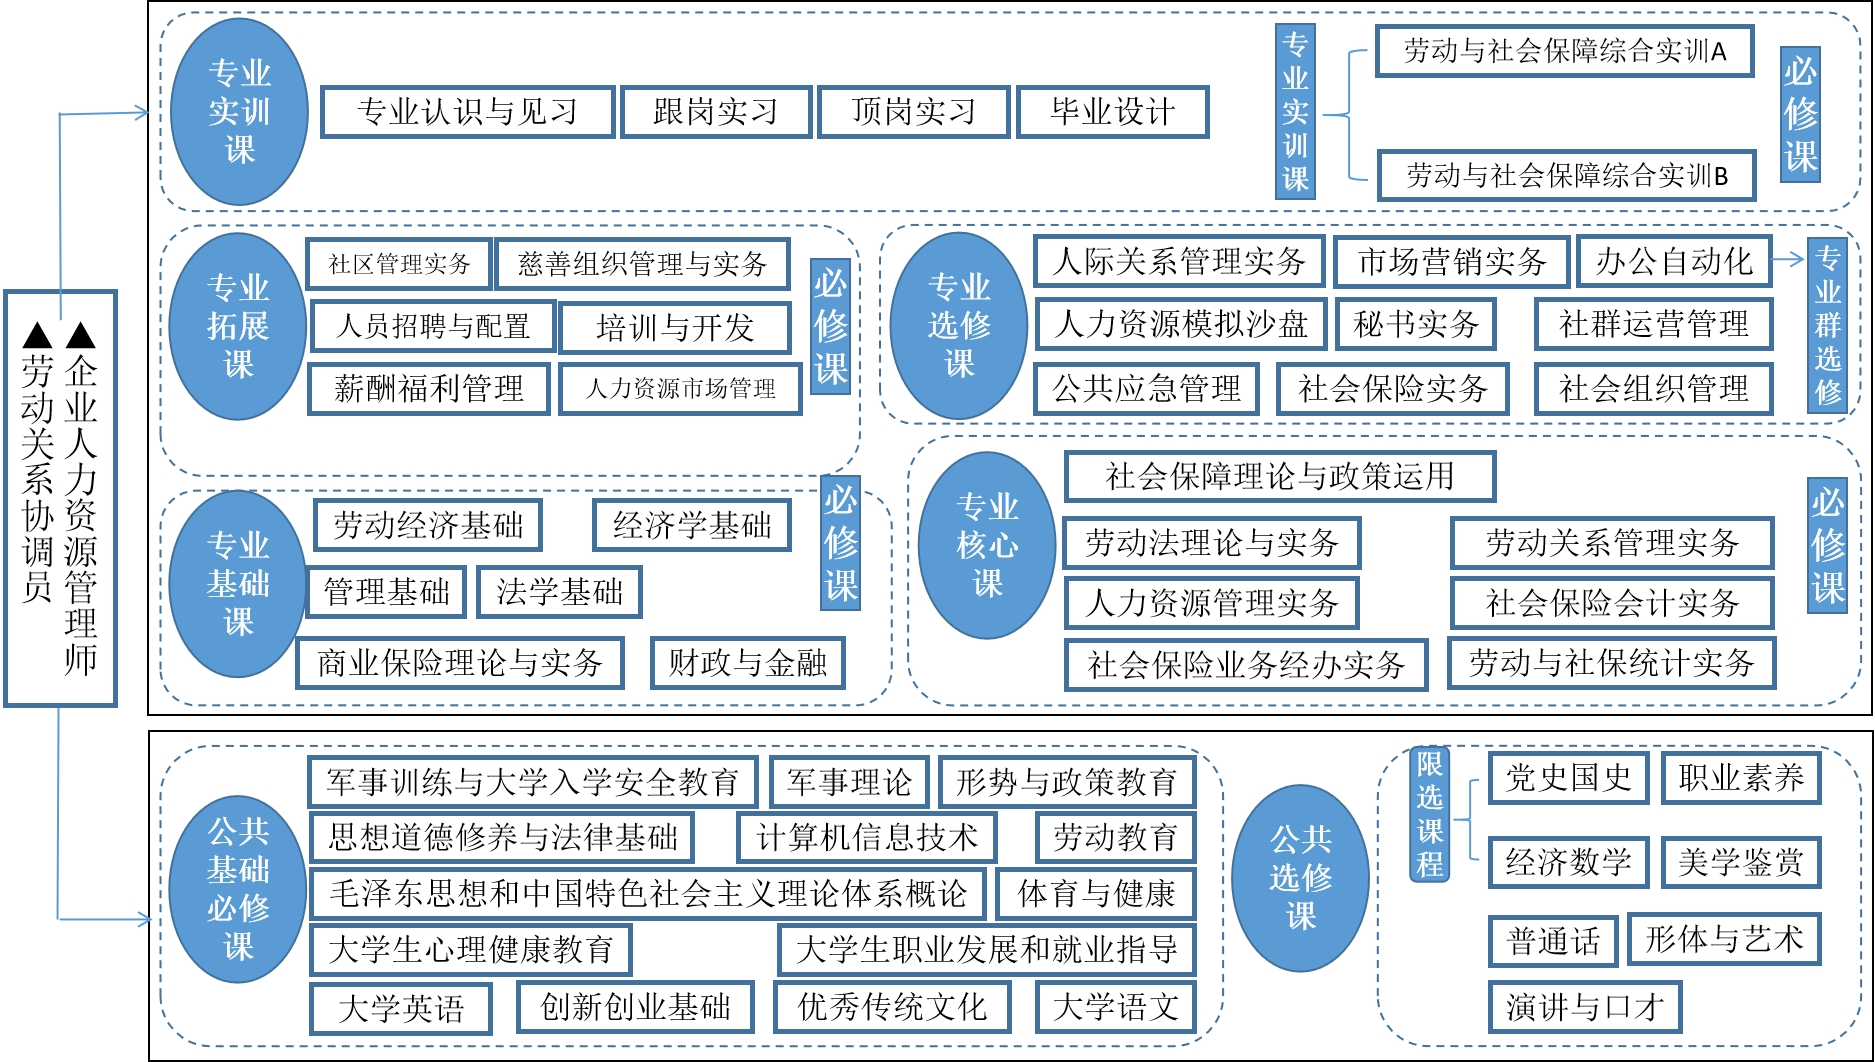 ▲企业人力资源管理师
▲劳动关系协调员
专业
实训
课
专业认识与见习
跟岗实习
顶岗实习
毕业设计
专业实训课
劳动与社会保障综合实训A
劳动与社会保障综合实训B
必修课
专业
拓展
课
社区管理实务
慈善组织管理与实务
人员招聘与配置
培训与开发
薪酬福利管理
人力资源市场管理
必修课
专业
选修
课
人际关系管理实务
市场营销实务
办公自动化
人力资源模拟沙盘
秘书实务
社群运营管理
公共应急管理
社会保险实务
社会组织管理
专业群选修
专业
基础
课
劳动经济基础
经济学基础
管理基础
法学基础
商业保险理论与实务
财政与金融
必修课
专业
核心
课
社会保障理论与政策运用
劳动法理论与实务
劳动关系管理实务
人力资源管理实务
社会保险会计实务
社会保险业务经办实务
劳动与社保统计实务
必修课
公共
基础
必修
课
军事训练与大学入学安全教育
军事理论
形势与政策教育
思想道德修养与法律基础
计算机信息技术
劳动教育
毛泽东思想和中国特色社会主义理论体系概论
体育与健康
大学生心理健康教育
大学生职业发展和就业指导
大学英语
创新创业基础
优秀传统文化
大学语文
公共
选修
课
限选课程
党史国史
职业素养
经济数学
美学鉴赏
普通话
形体与艺术
演讲与口才